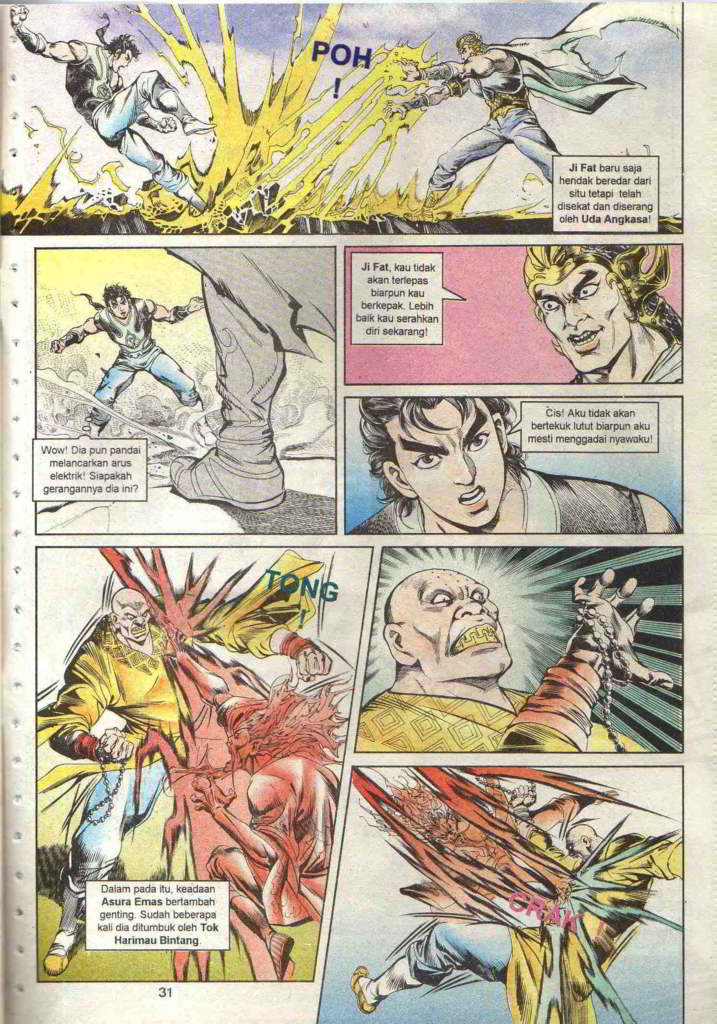 POH
!
Ji Fat baru saja
hendak beredar dari
situ tetapi telah
disekat dan diserang
oleh Uda Angkasa!
Wow! Dia pun pandai
melancarkan arus
elektrik! Siapakah
gerangannya dia ini?
Ji Fat, kau tidak
akan terlepas
biarpun kau
berkepak. Lebih
baik kau serahkan
diri sekarang!
Cis! Aku tidak akan
bertekuk lutut biarpun aku
mesti menggadai nyawaku!
TONG
!
Dalam pada itu, keadaan
Asura Emas bertambah
genting. Sudah beberapa
kali dia ditumbuk oleh Tok
Harimau Bintang.
CRAK
31